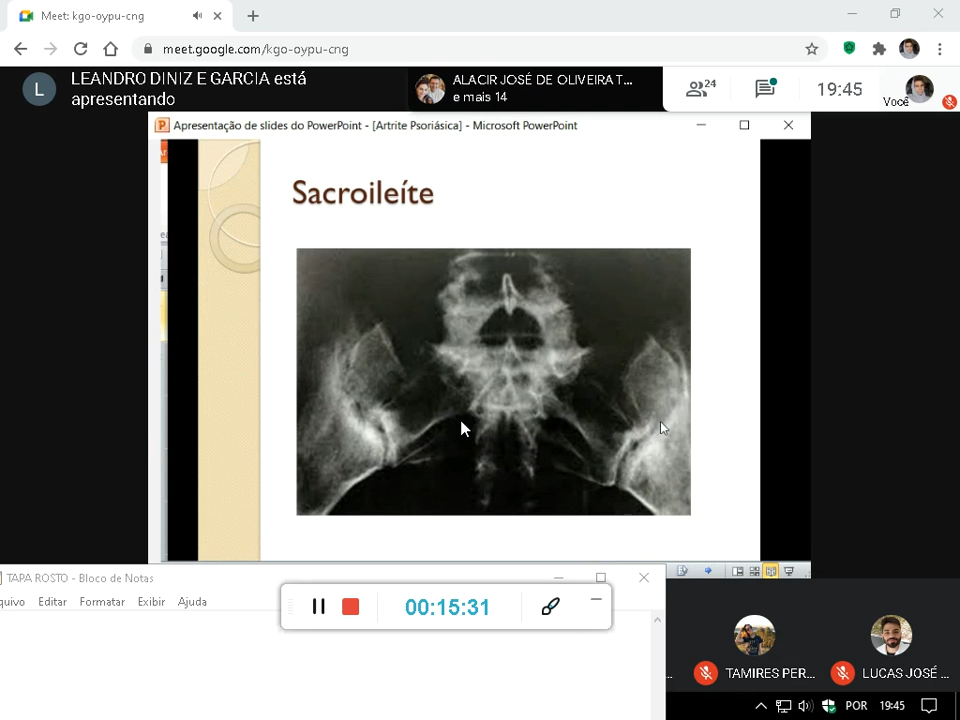 Meet: kgo-oypu-cng
meet.google.com/kgo-oypu-cng
L
LEANDRO DINIZ E GARCIA está
apresentando
ALACIR JOSÉ DE OLIVEIRA T...
e mais 14
24
19:45
Você
Apresentação de slides do PowerPoint - [Artrite Psoriásica] - Microsoft PowerPoint
Sacroileíte
TAPA ROSTO - Bloco de Notas
quivo Editar Formatar Exibir Ajuda
00:15:31
TAMIRES PER...
LUCAS JOSÉ ...
POR 19:45